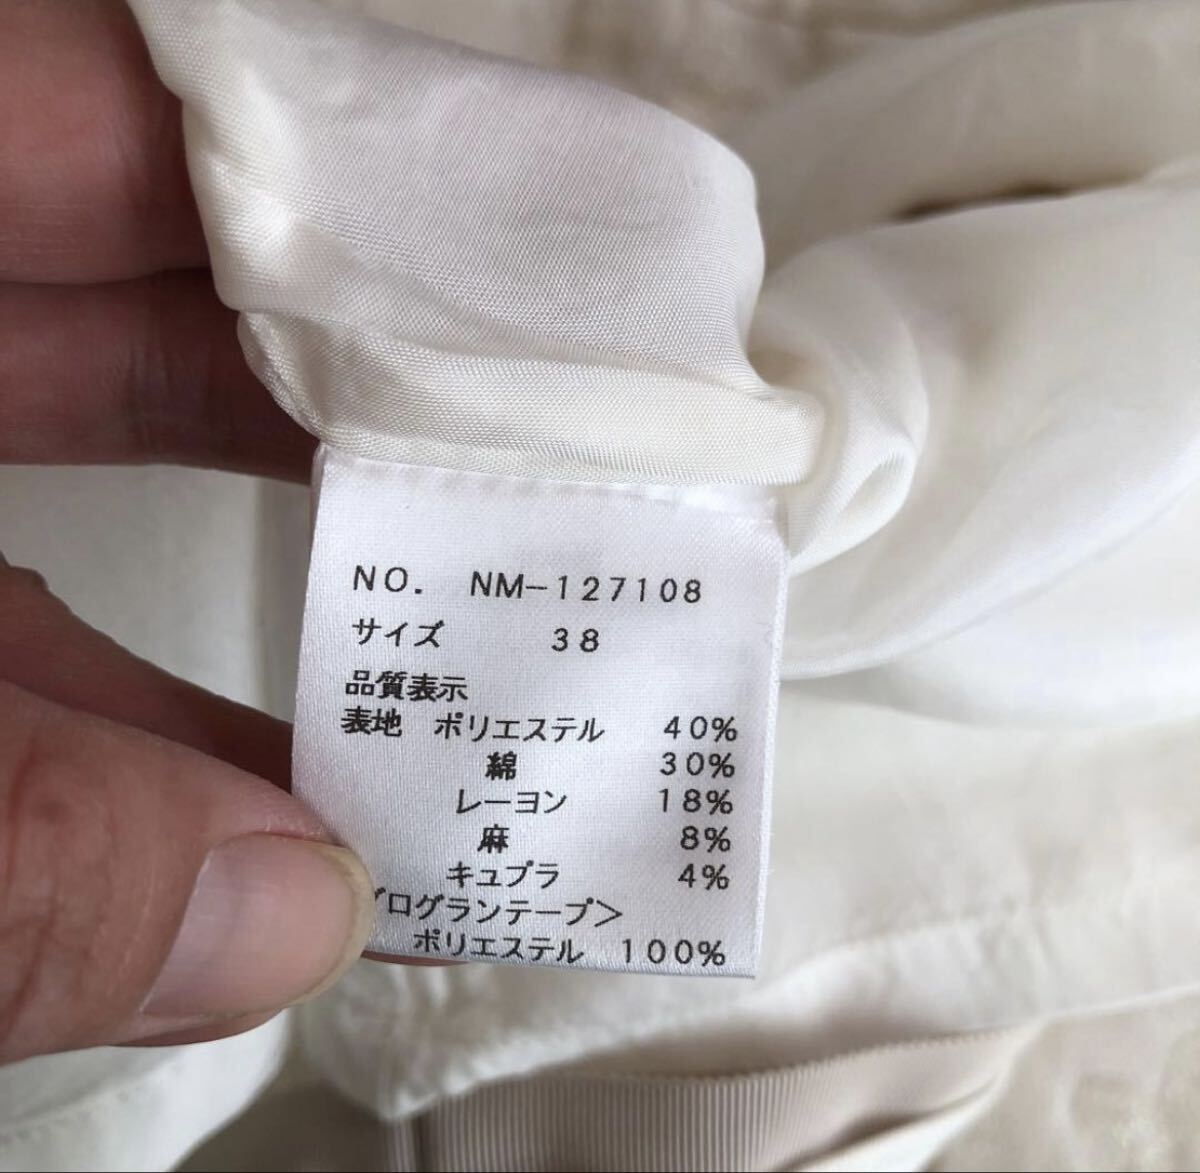 NO. NM-127108
サイズ 38
品質表示
表地 ポリエステル 40%
綿 30%
レーヨン 18%
麻 8%
キュプラ 4%
グログランテープ＞
ポリエステル 100%